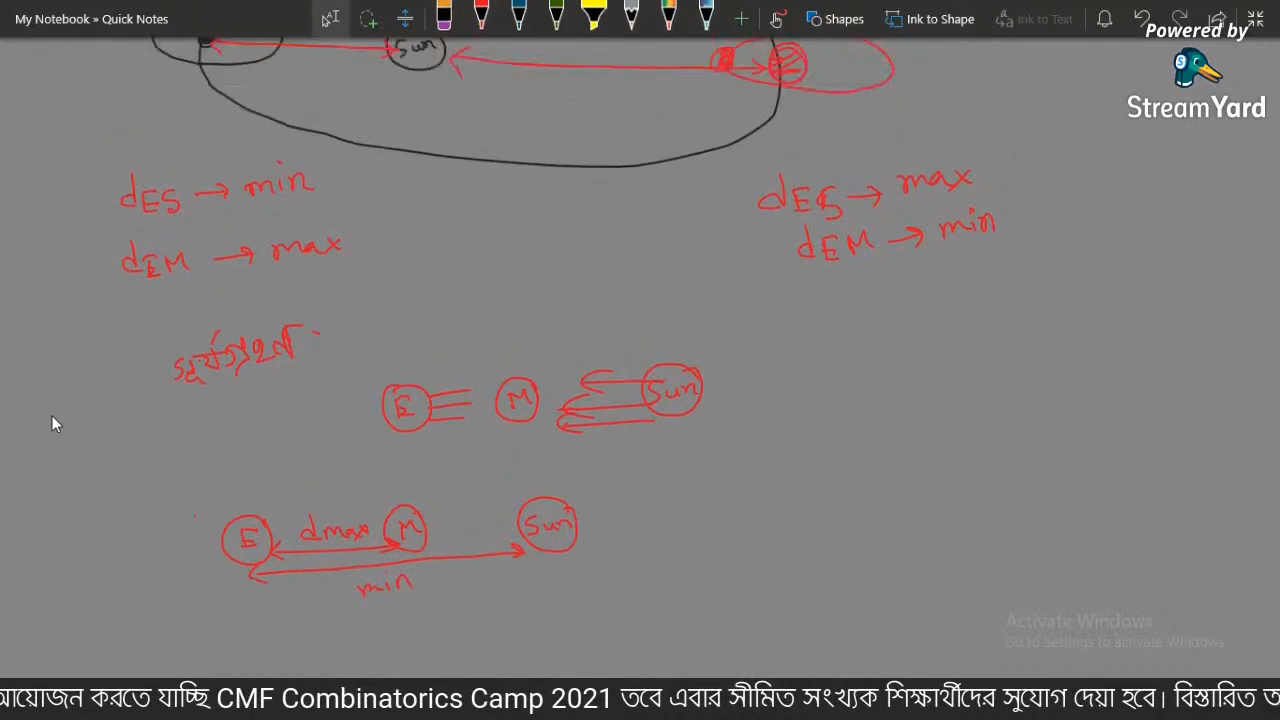 My Notebook » Quick Notes
Shapes
Ink to Shape
Ink to Text
Powered by
StreamYard
Sun
dES → min
dEM → max
dES → max
dEM → min
সূর্যগ্রহণ
E M Sun
E dmax M Sun
min
Activate Windows
Go to Settings to activate Windows.
আয়োজন করতে যাচ্ছি CMF Combinatorics Camp 2021 তবে এবার সীমিত সংখ্যক শিক্ষার্থীদের সুযোগ দেয়া হবে। বিস্তারিত